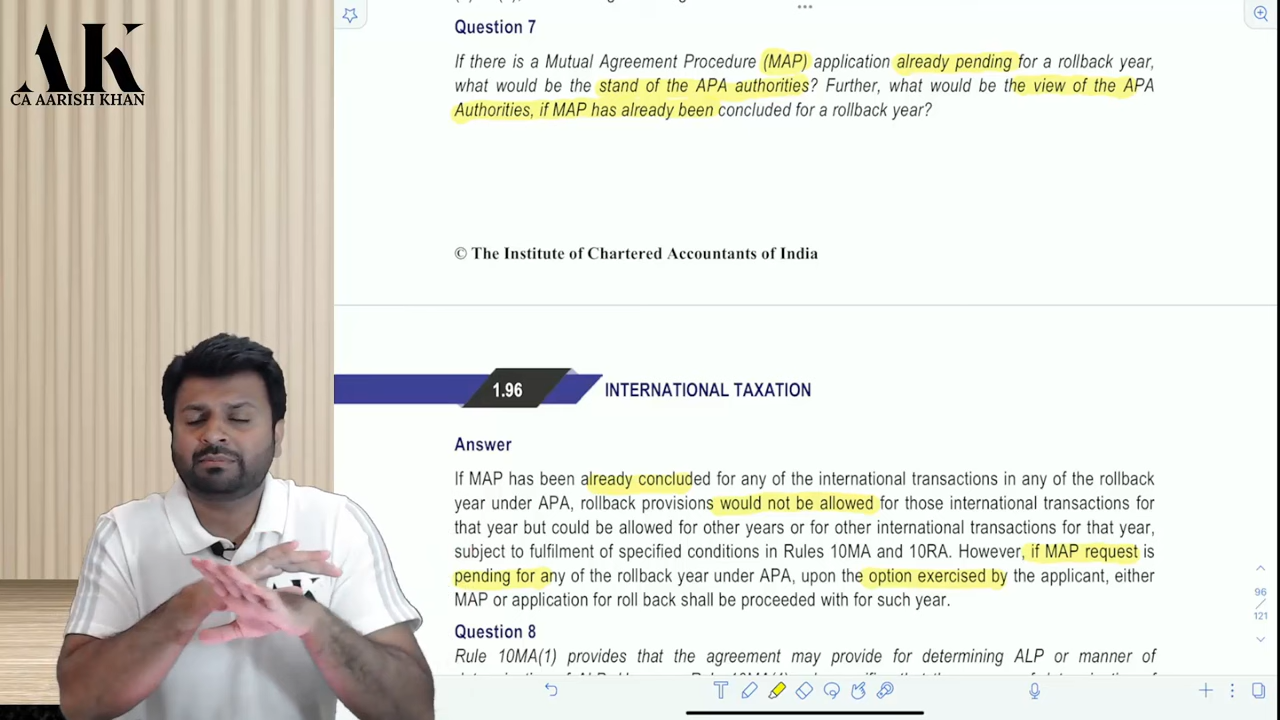 AK
CA AARISH KHAN
Question 7
If there is a Mutual Agreement Procedure (MAP) application already pending for a rollback year,
what would be the stand of the APA authorities? Further, what would be the view of the APA
Authorities, if MAP has already been concluded for a rollback year?
© The Institute of Chartered Accountants of India
1.96 INTERNATIONAL TAXATION
Answer
If MAP has been already concluded for any of the international transactions in any of the rollback
year under APA, rollback provisions would not be allowed for those international transactions for
that year but could be allowed for other years or for other international transactions for that year,
subject to fulfilment of specified conditions in Rules 10MA and 10RA. However, if MAP request is
pending for any of the rollback year under APA, upon the option exercised by the applicant, either
MAP or application for roll back shall be proceeded with for such year.
Question 8
Rule 10MA(1) provides that the agreement may provide for determining ALP or manner of
96
121